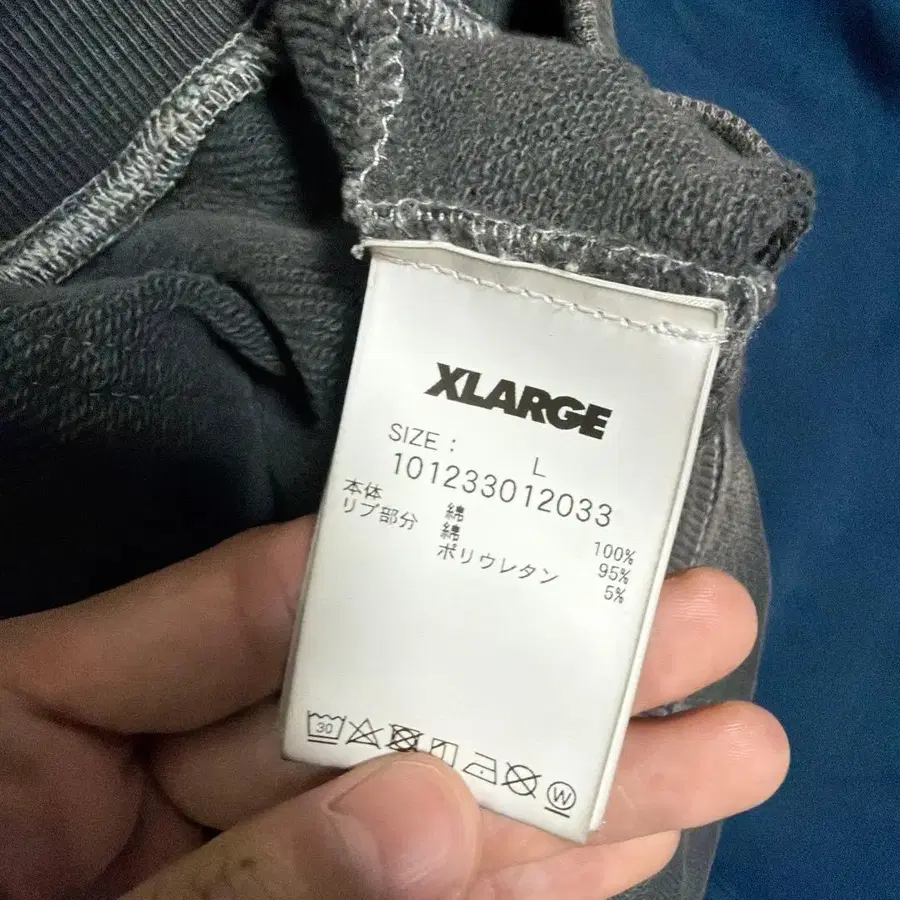 XLARGE
SIZE: L
101233012033
本体 綿 100%
リブ部分 綿 95%
ポリウレタン 5%
30
W